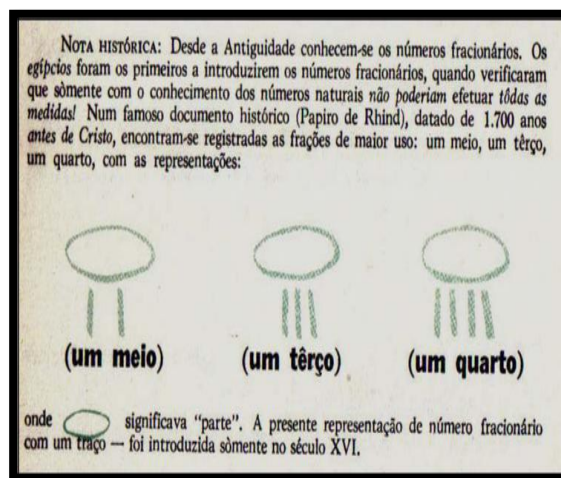 NOTA HISTÓRICA: Desde a Antiguidade conhecem-se os números fracionários. Os
egípcios foram os primeiros a introduzirem os números fracionários, quando verificaram
que sòmente com o conhecimento dos números naturais não poderiam efetuar tôdas as
medidas! Num famoso documento histórico (Papiro de Rhind), datado de 1.700 anos
antes de Cristo, encontram-se registradas as frações de maior uso: um meio, um têrço,
um quarto, com as representações:
(um meio) (um têrço) (um quarto)
onde significava "parte". A presente representação de número fracionário
com um traço — foi introduzida sòmente no século XVI.